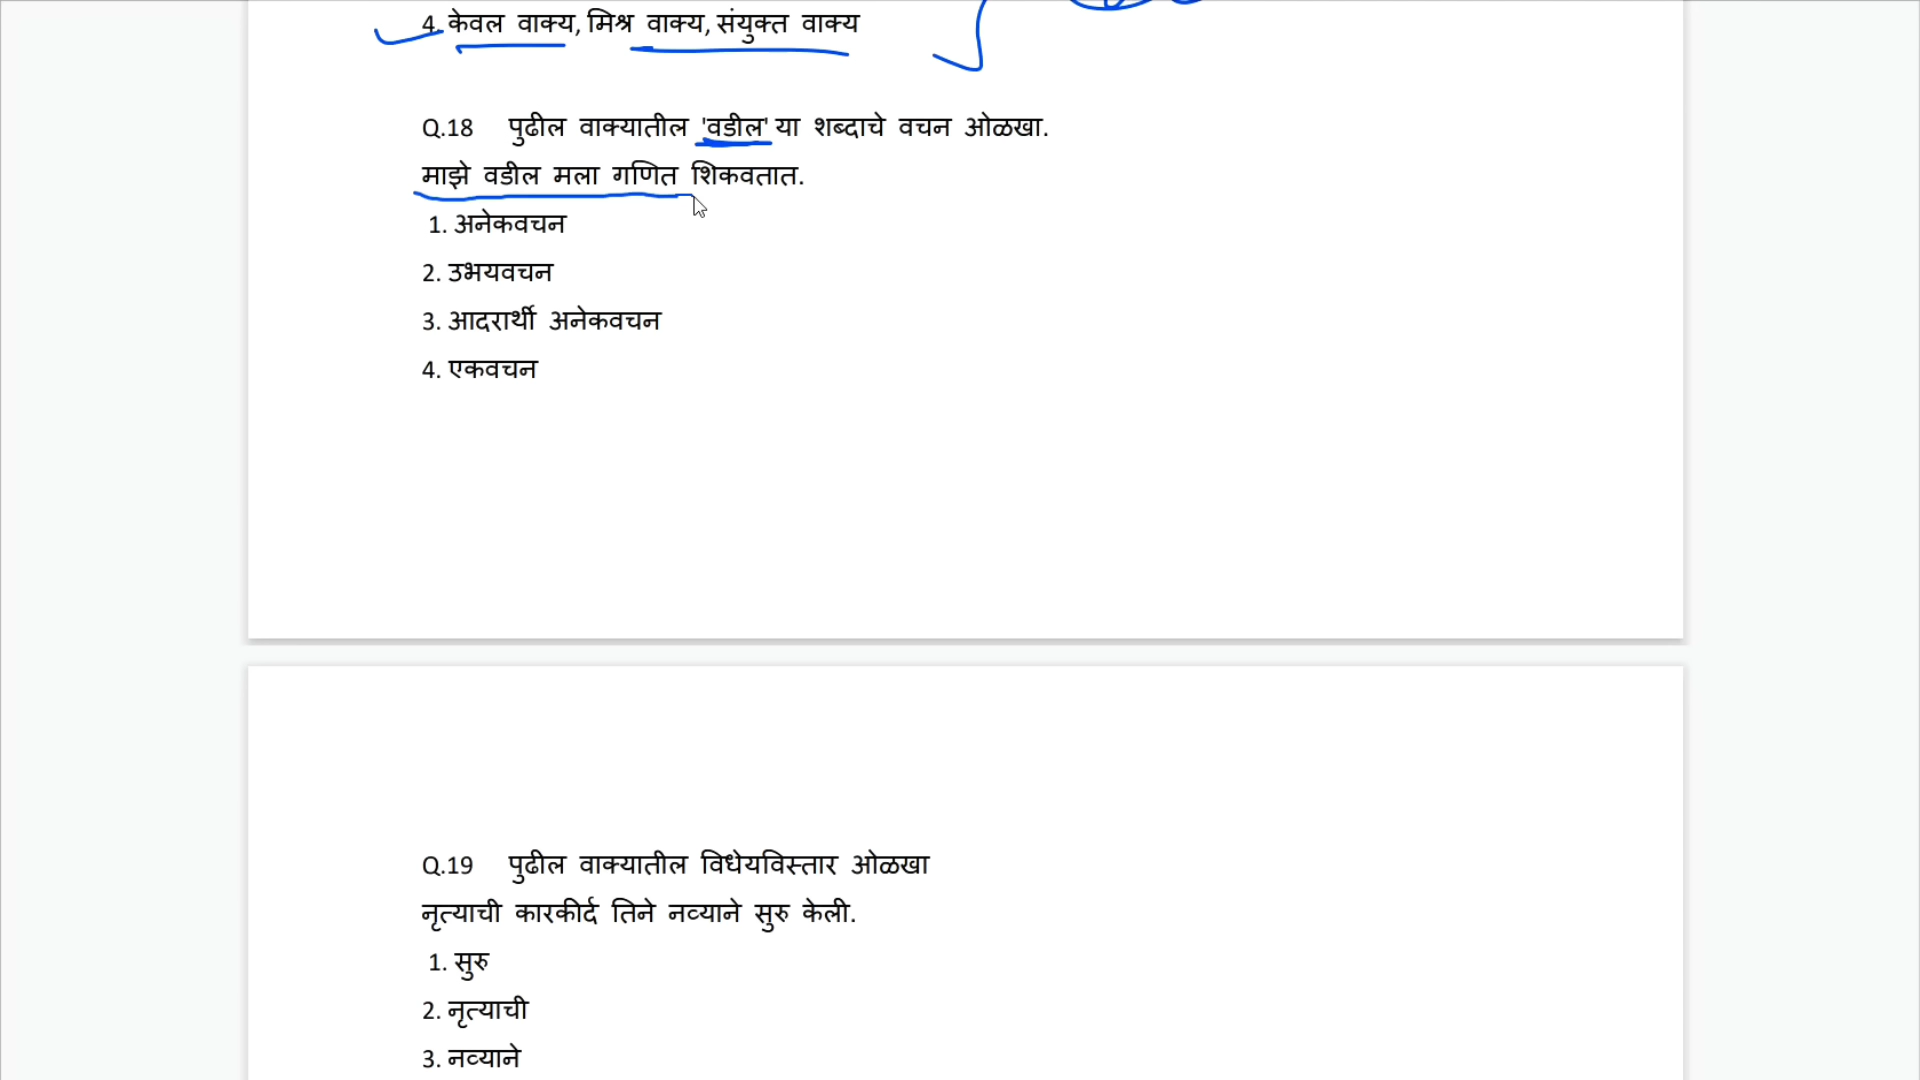 4. केवल वाक्य, मिश्र वाक्य, संयुक्त वाक्य
Q.18 पुढील वाक्यातील 'वडील' या शब्दाचे वचन ओळखा.
माझे वडील मला गणित शिकवतात.
1. अनेकवचन
2. उभयवचन
3. आदरार्थी अनेकवचन
4. एकवचन
Q.19 पुढील वाक्यातील विधेयविस्तार ओळखा
नृत्याची कारकीर्द तिने नव्याने सुरु केली.
1. सुरु
2. नृत्याची
3. नव्याने